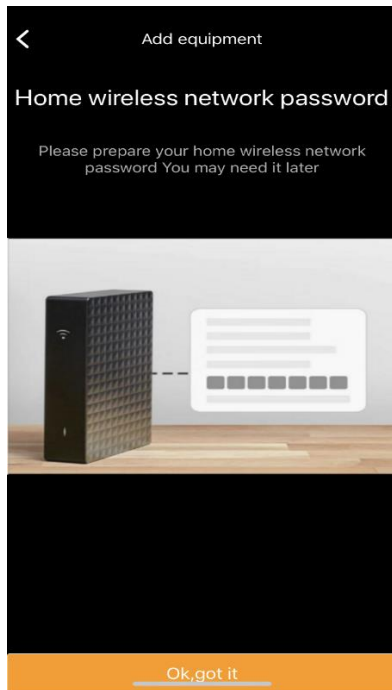 Add equipment
Home wireless network password
Please prepare your home wireless network
password You may need it later
Ok,got it